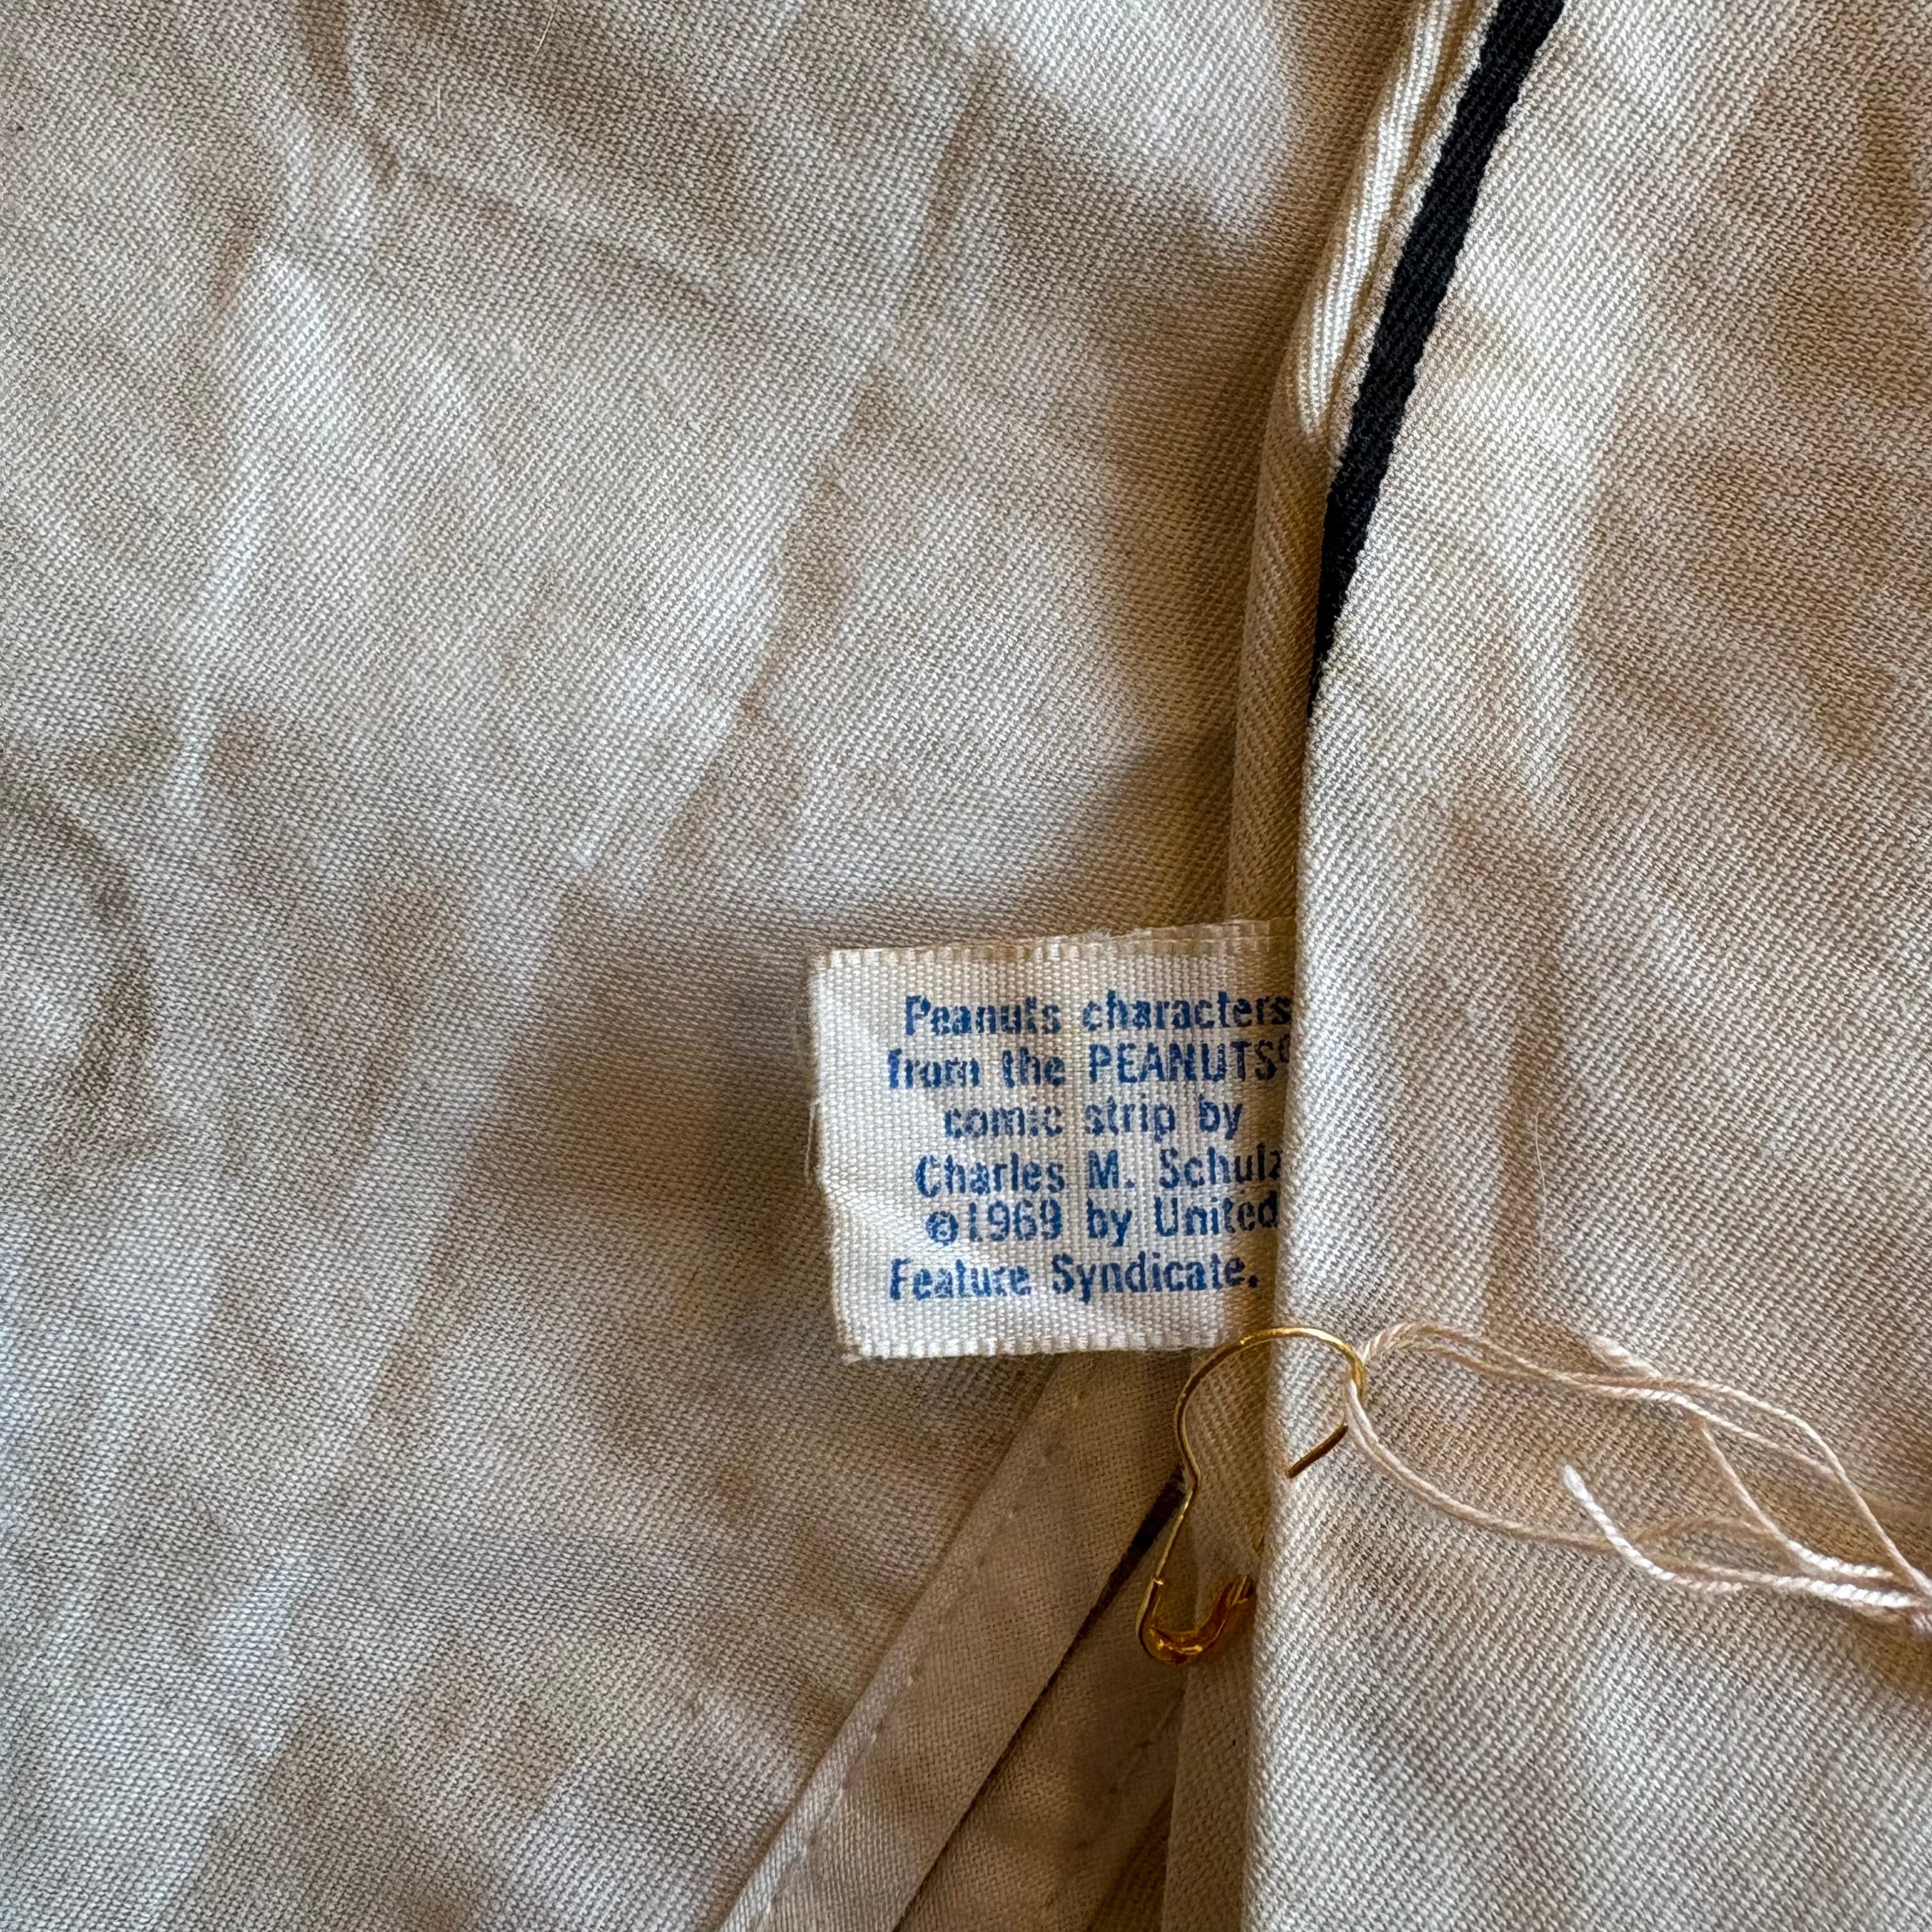 Peanuts characters
from the PEANUTS©
comic strip by
Charles M. Schulz
©1969 by United
Feature Syndicate.